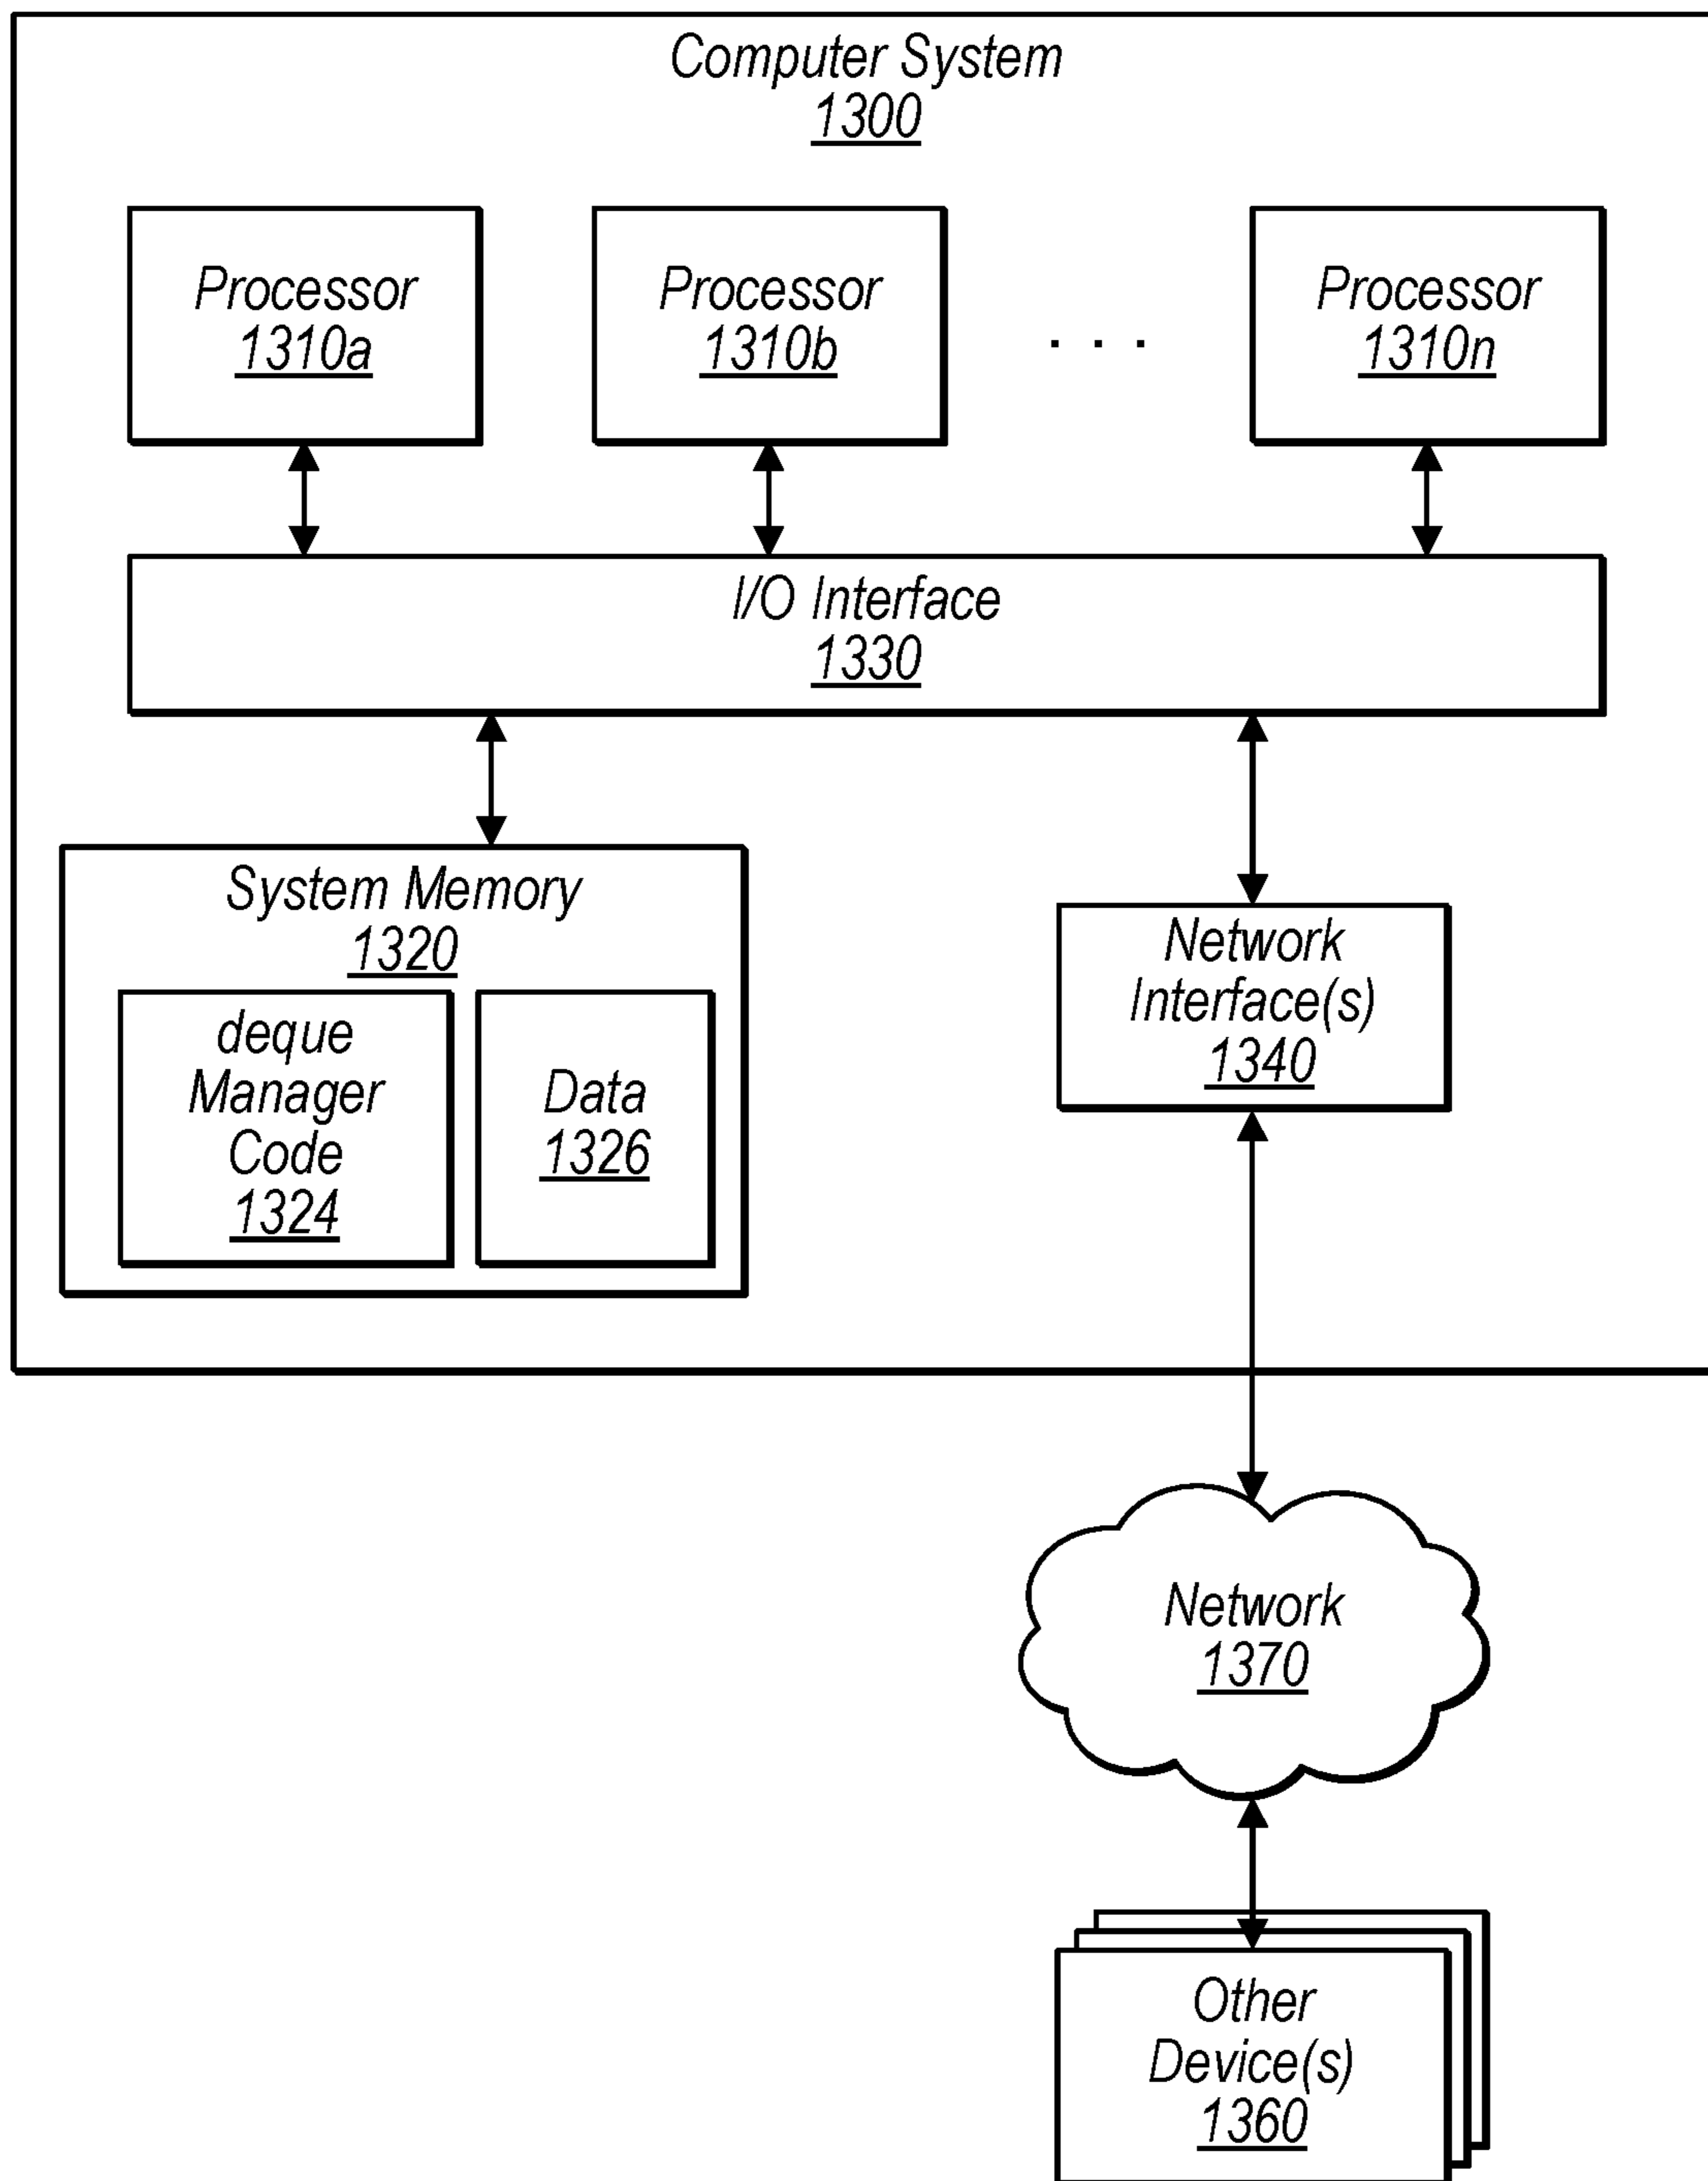 Computer System
1300
Processor
1310a
Processor
1310b
. . .
Processor
1310n
I/O Interface
1330
System Memory
1320
deque
Manager
Code
1324
Data
1326
Network
Interface(s)
1340
Network
1370
Other
Device(s)
1360